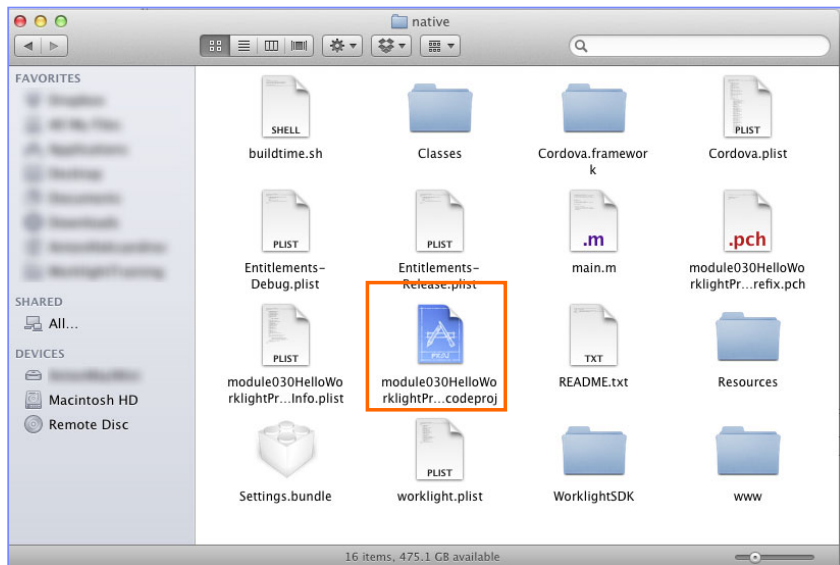 native
FAVORITES
SHARED
All...
DEVICES
Macintosh HD
Remote Disc
SHELL
PLIST
buildtime.sh
Classes
Cordova.framewor
k
Cordova.plist
PLIST
PLIST
.m
.pch
Entitlements-
Debug.plist
Entitlements-
Release.plist
main.m
module030HelloWo
rklightPr...refix.pch
PLIST
PROJ
TXT
module030HelloWo
rklightPr...Info.plist
module030HelloWo
rklightPr...codeproj
README.txt
Resources
PLIST
Settings.bundle
worklight.plist
WorklightSDK
www
16 items, 475.1 GB available